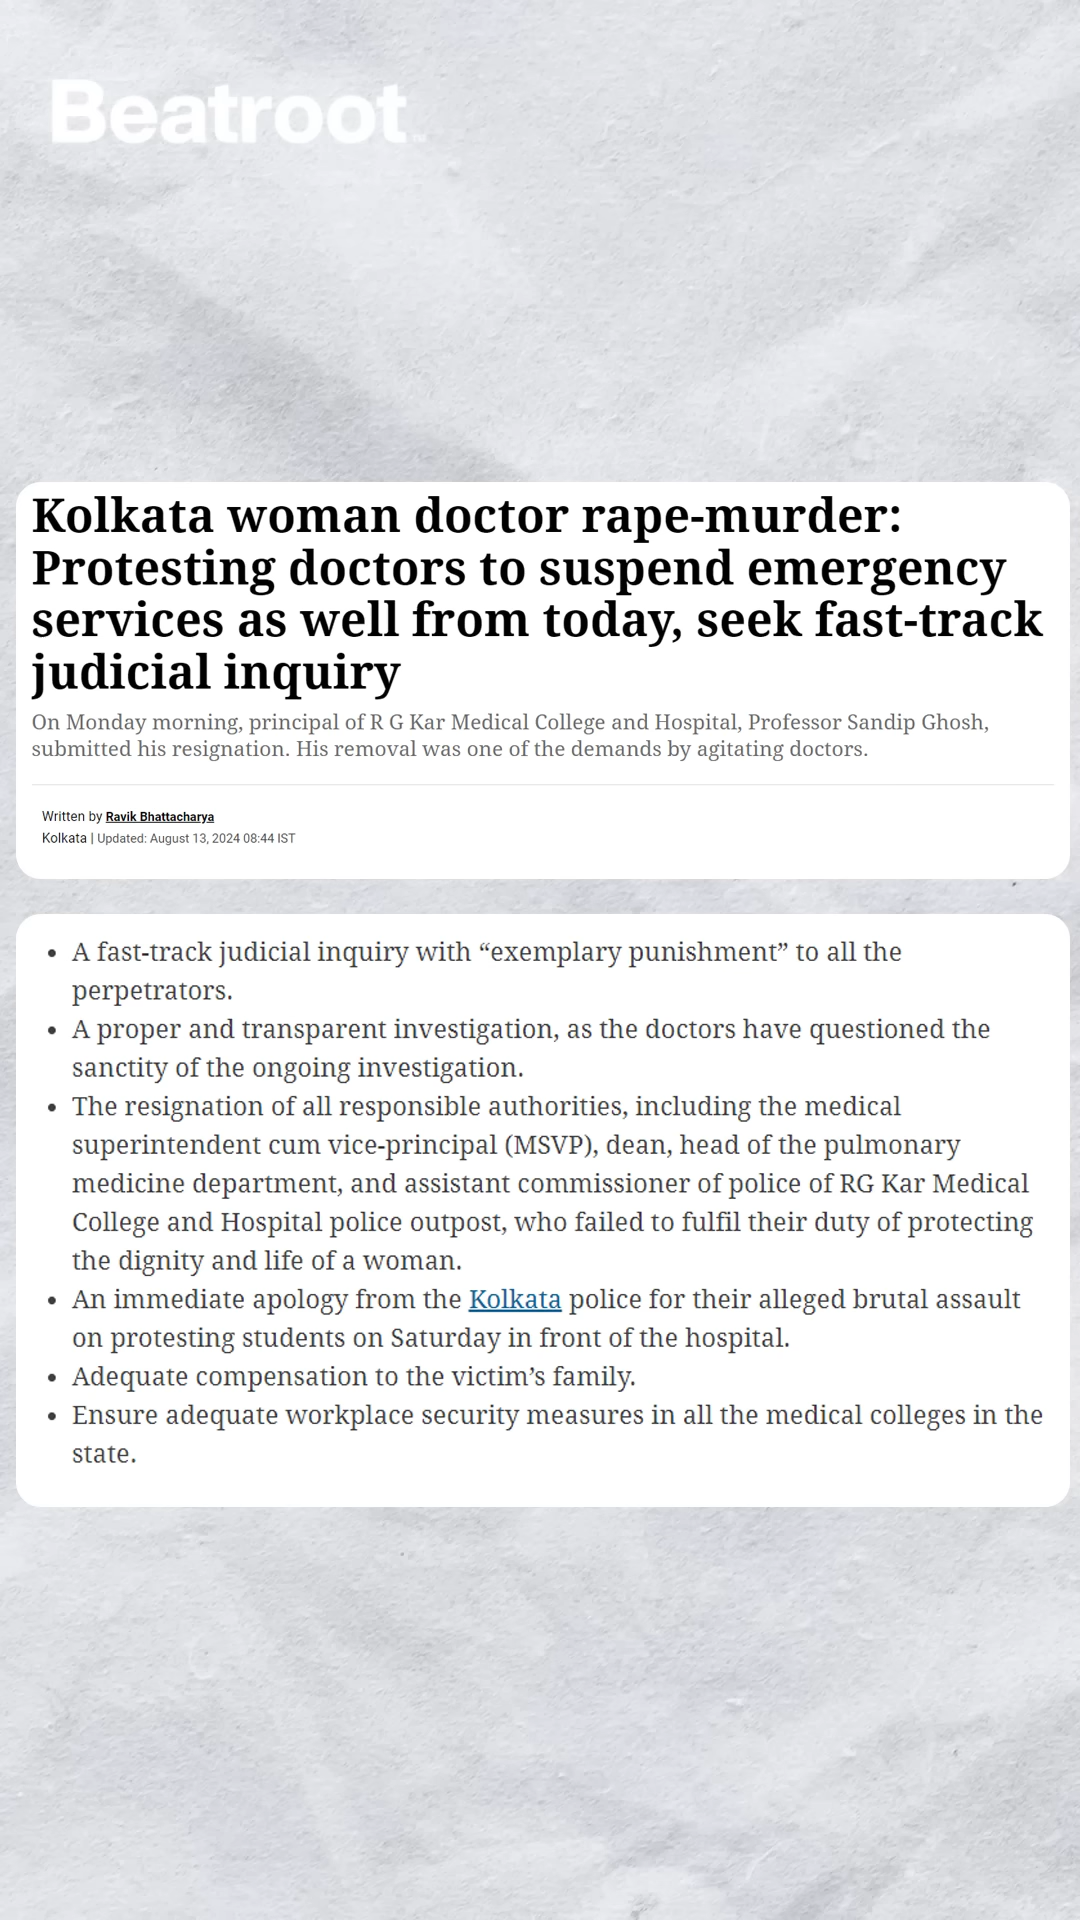 Beatroot
Kolkata woman doctor rape-murder:
Protesting doctors to suspend emergency
services as well from today, seek fast-track
judicial inquiry
On Monday morning, principal of R G Kar Medical College and Hospital, Professor Sandip Ghosh,
submitted his resignation. His removal was one of the demands by agitating doctors.
Written by Ravik Bhattacharya
Kolkata | Updated: August 13, 2024 08:44 IST
• A fast-track judicial inquiry with “exemplary punishment” to all the
perpetrators.
• A proper and transparent investigation, as the doctors have questioned the
sanctity of the ongoing investigation.
• The resignation of all responsible authorities, including the medical
superintendent cum vice-principal (MSVP), dean, head of the pulmonary
medicine department, and assistant commissioner of police of RG Kar Medical
College and Hospital police outpost, who failed to fulfil their duty of protecting
the dignity and life of a woman.
• An immediate apology from the Kolkata police for their alleged brutal assault
on protesting students on Saturday in front of the hospital.
• Adequate compensation to the victim’s family.
• Ensure adequate workplace security measures in all the medical colleges in the
state.